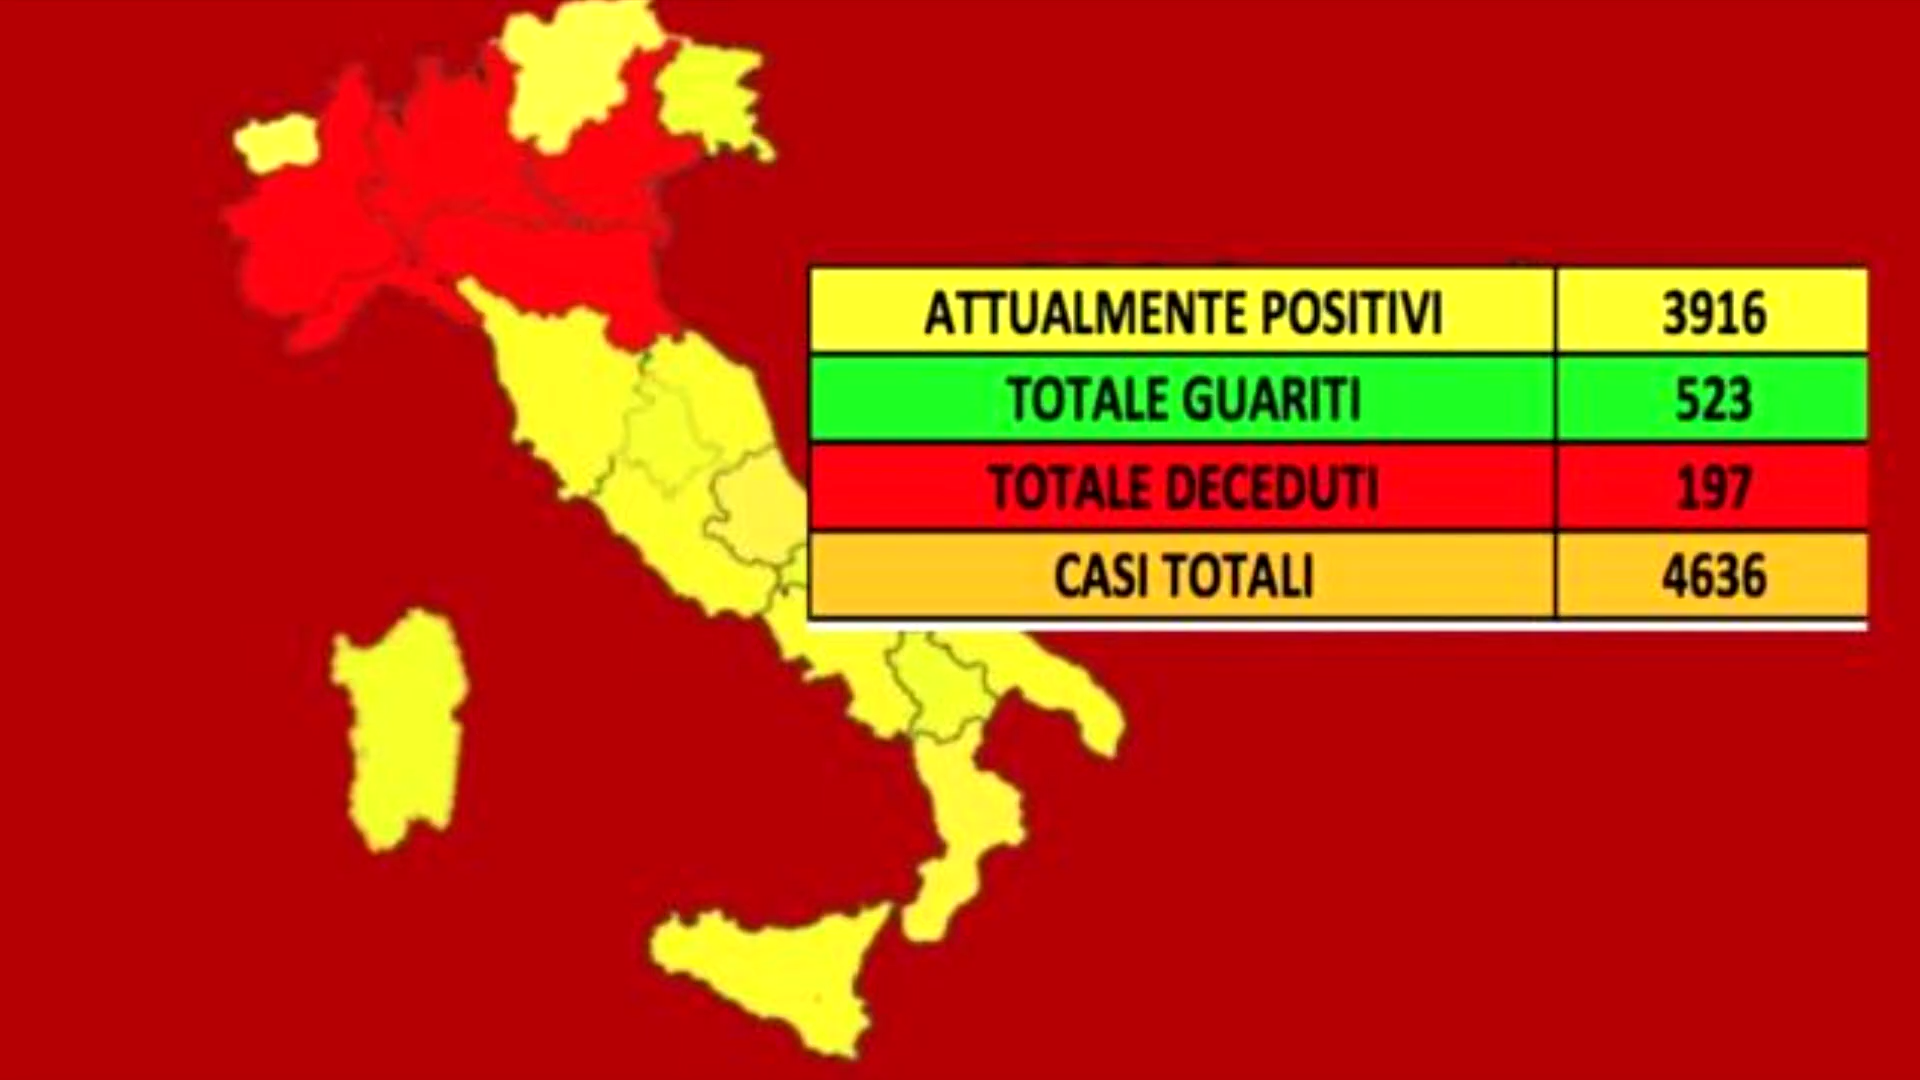 ATTUALMENTE POSITIVI 3916
TOTALE GUARITI 523
TOTALE DECEDUTI 197
CASI TOTALI 4636